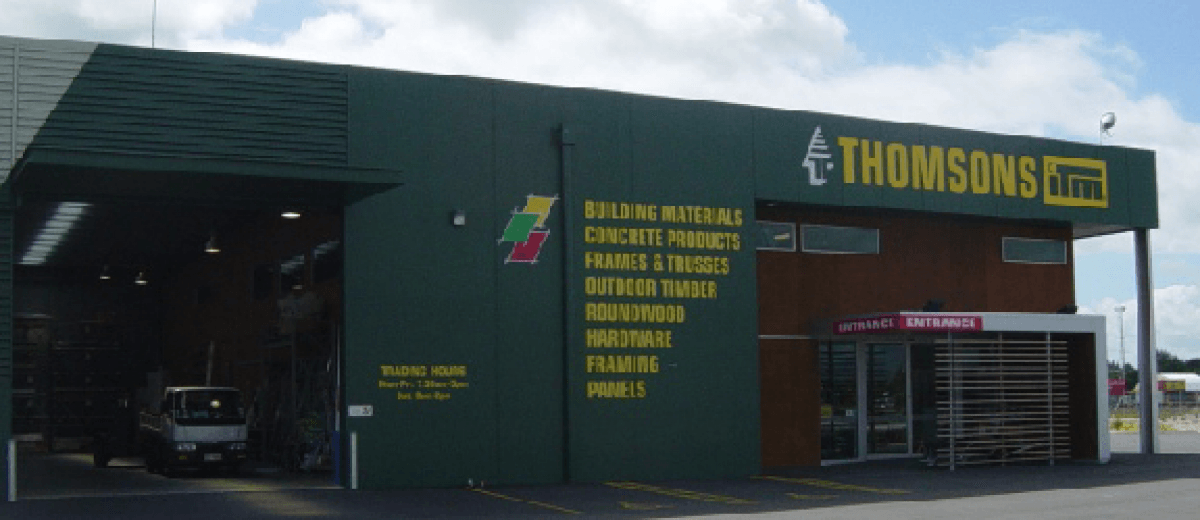 THOMSONS itm
BUILDING MATERIALS
CONCRETE PRODUCTS
FRAMES & TRUSSES
OUTDOOR TIMBER
ROUNDWOOD
HARDWARE
FRAMING
PANELS
ENTRANCE ENTRANCE
TRADING HOURS